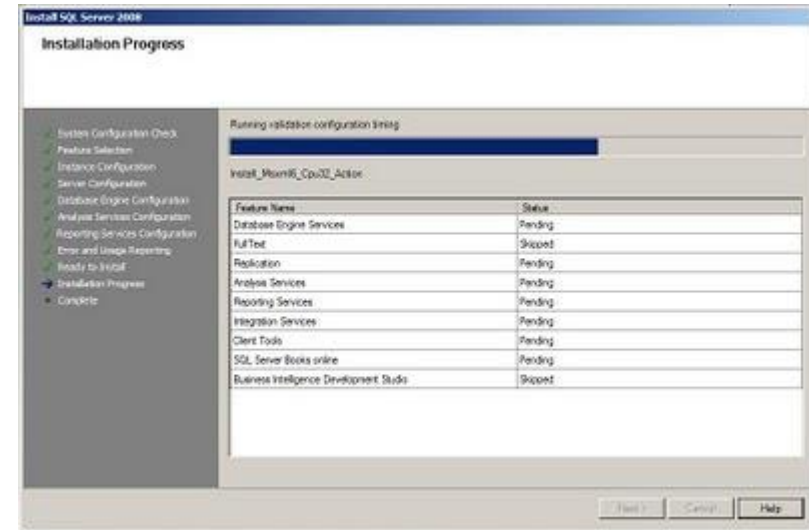 Install SQL Server 2008
Installation Progress
System Configuration Check
Feature Selection
Instance Configuration
Server Configuration
Database Engine Configuration
Analysis Services Configuration
Reporting Services Configuration
Error and Usage Reporting
Ready to Install
Installation Progress
Complete
Running validation configuration timing
Install_Msxml6_Cpu32_Action
Feature Name Status
Database Engine Services Pending
FullText Skipped
Replication Pending
Analysis Services Pending
Reporting Services Pending
Integration Services Pending
Client Tools Pending
SQL Server Books online Pending
Business Intelligence Development Studio Skipped
Next > Cancel Help